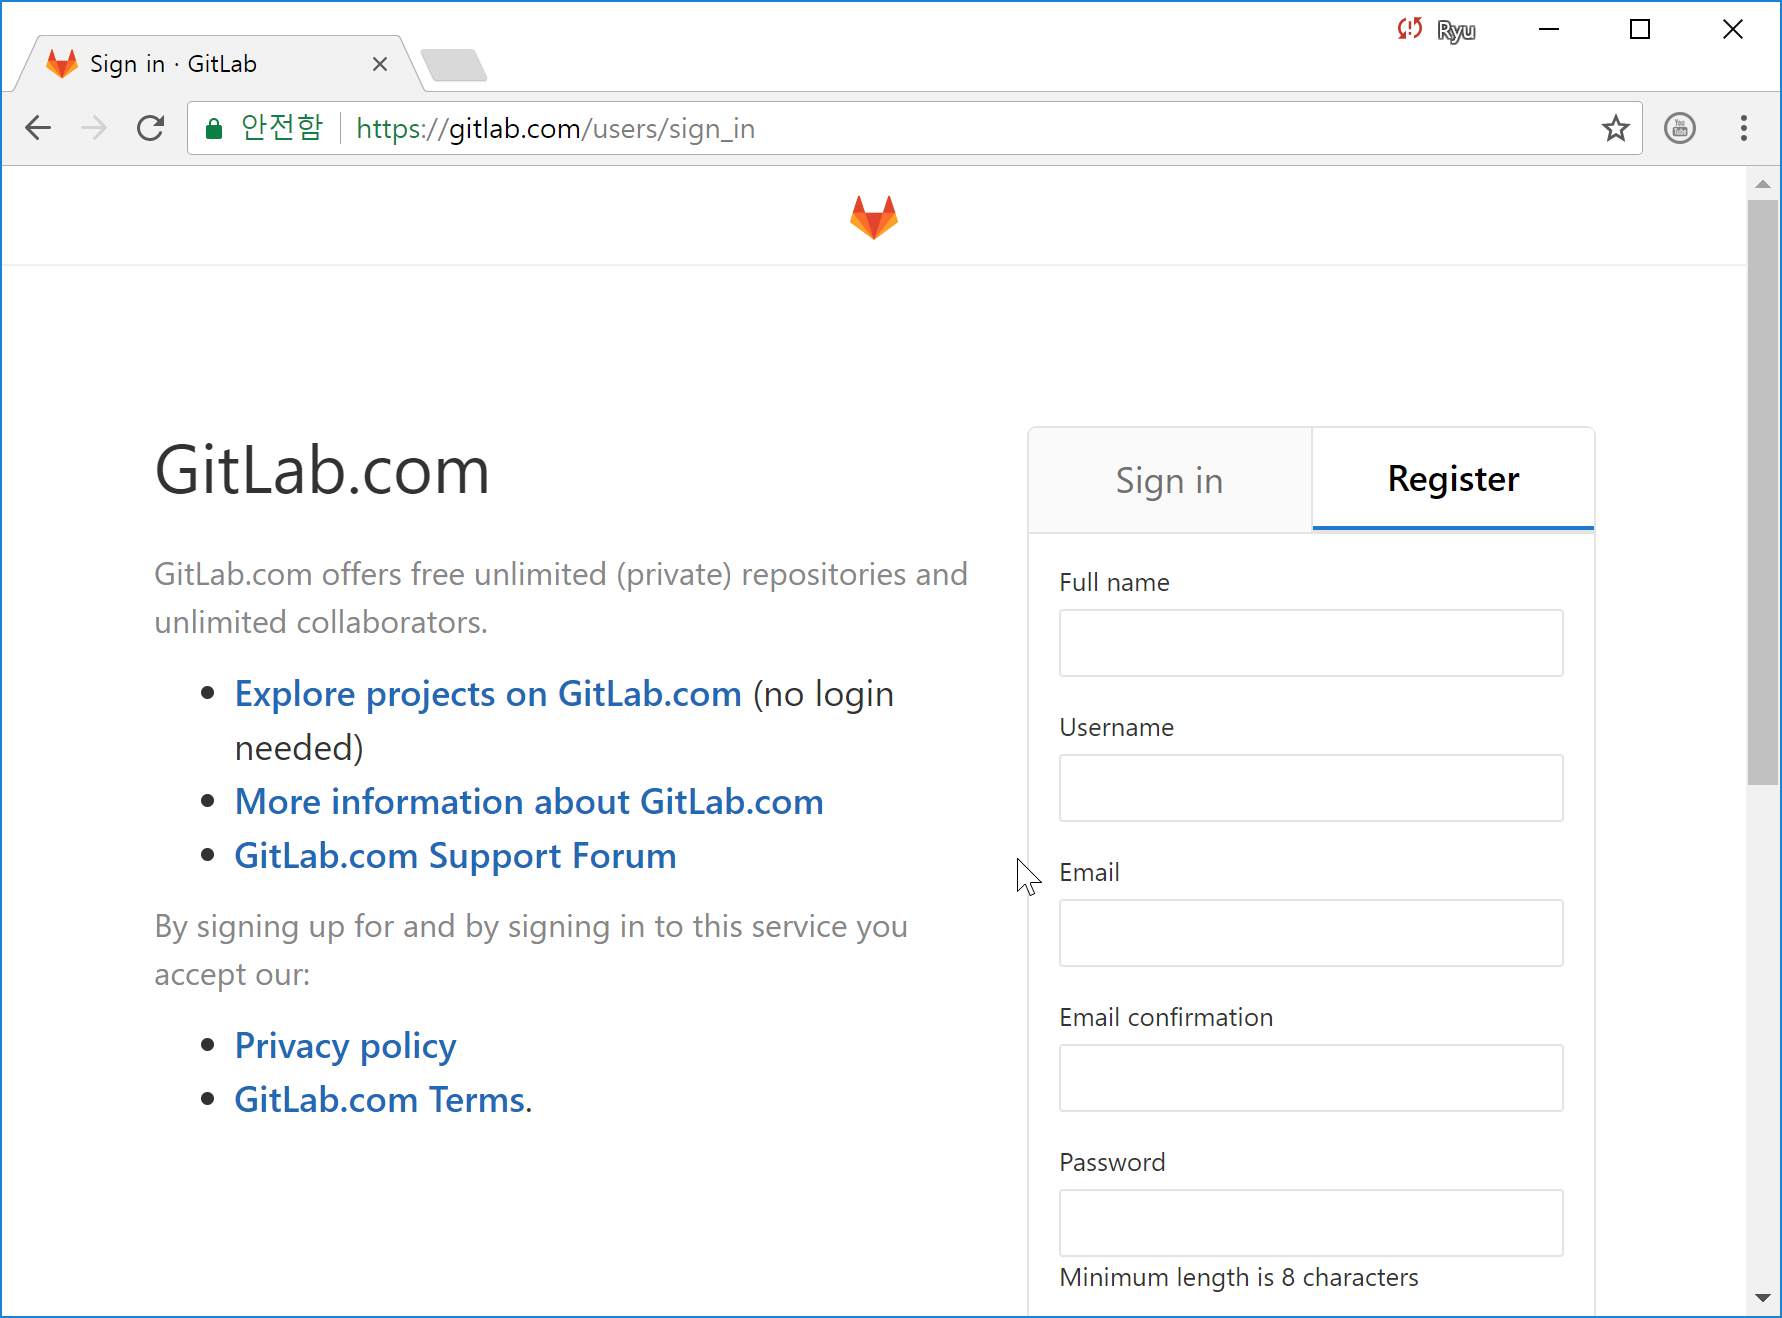 Ryu
Sign in · GitLab
안전함 https://gitlab.com/users/sign_in
GitLab.com
GitLab.com offers free unlimited (private) repositories and
unlimited collaborators.
Explore projects on GitLab.com (no login
needed)
More information about GitLab.com
GitLab.com Support Forum
By signing up for and by signing in to this service you
accept our:
Privacy policy
GitLab.com Terms.
Sign in Register
Full name
Username
Email
Email confirmation
Password
Minimum length is 8 characters